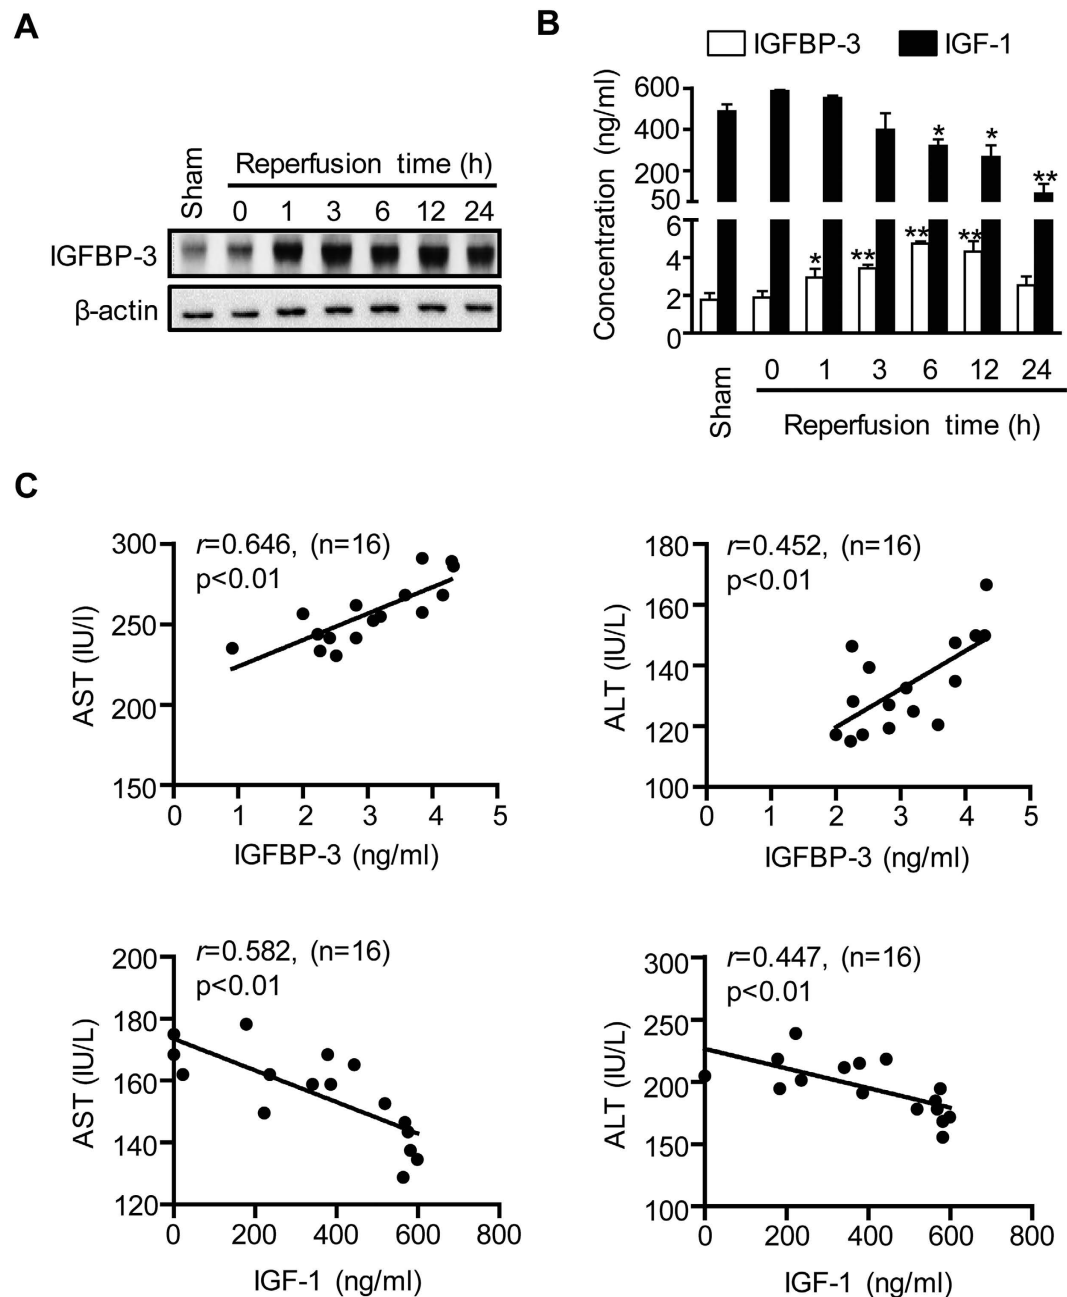 A
Sham
Reperfusion time (h)
0 1 3 6 12 24
IGFBP-3
β-actin
B
IGFBP-3 IGF-1
Concentration (ng/ml)
600
400
200
50
6
4
2
0
* * **
* ** ** **
Sham
0 1 3 6 12 24
Reperfusion time (h)
C
r=0.646, (n=16)
p<0.01
AST (IU/l)
300
250
200
150
0 1 2 3 4 5
IGFBP-3 (ng/ml)
r=0.452, (n=16)
p<0.01
ALT (IU/L)
180
160
140
120
100
0 1 2 3 4 5
IGFBP-3 (ng/ml)
r=0.582, (n=16)
p<0.01
AST (IU/L)
200
180
160
140
120
0 200 400 600 800
IGF-1 (ng/ml)
r=0.447, (n=16)
p<0.01
ALT (IU/L)
300
250
200
150
100
0 200 400 600 800
IGF-1 (ng/ml)